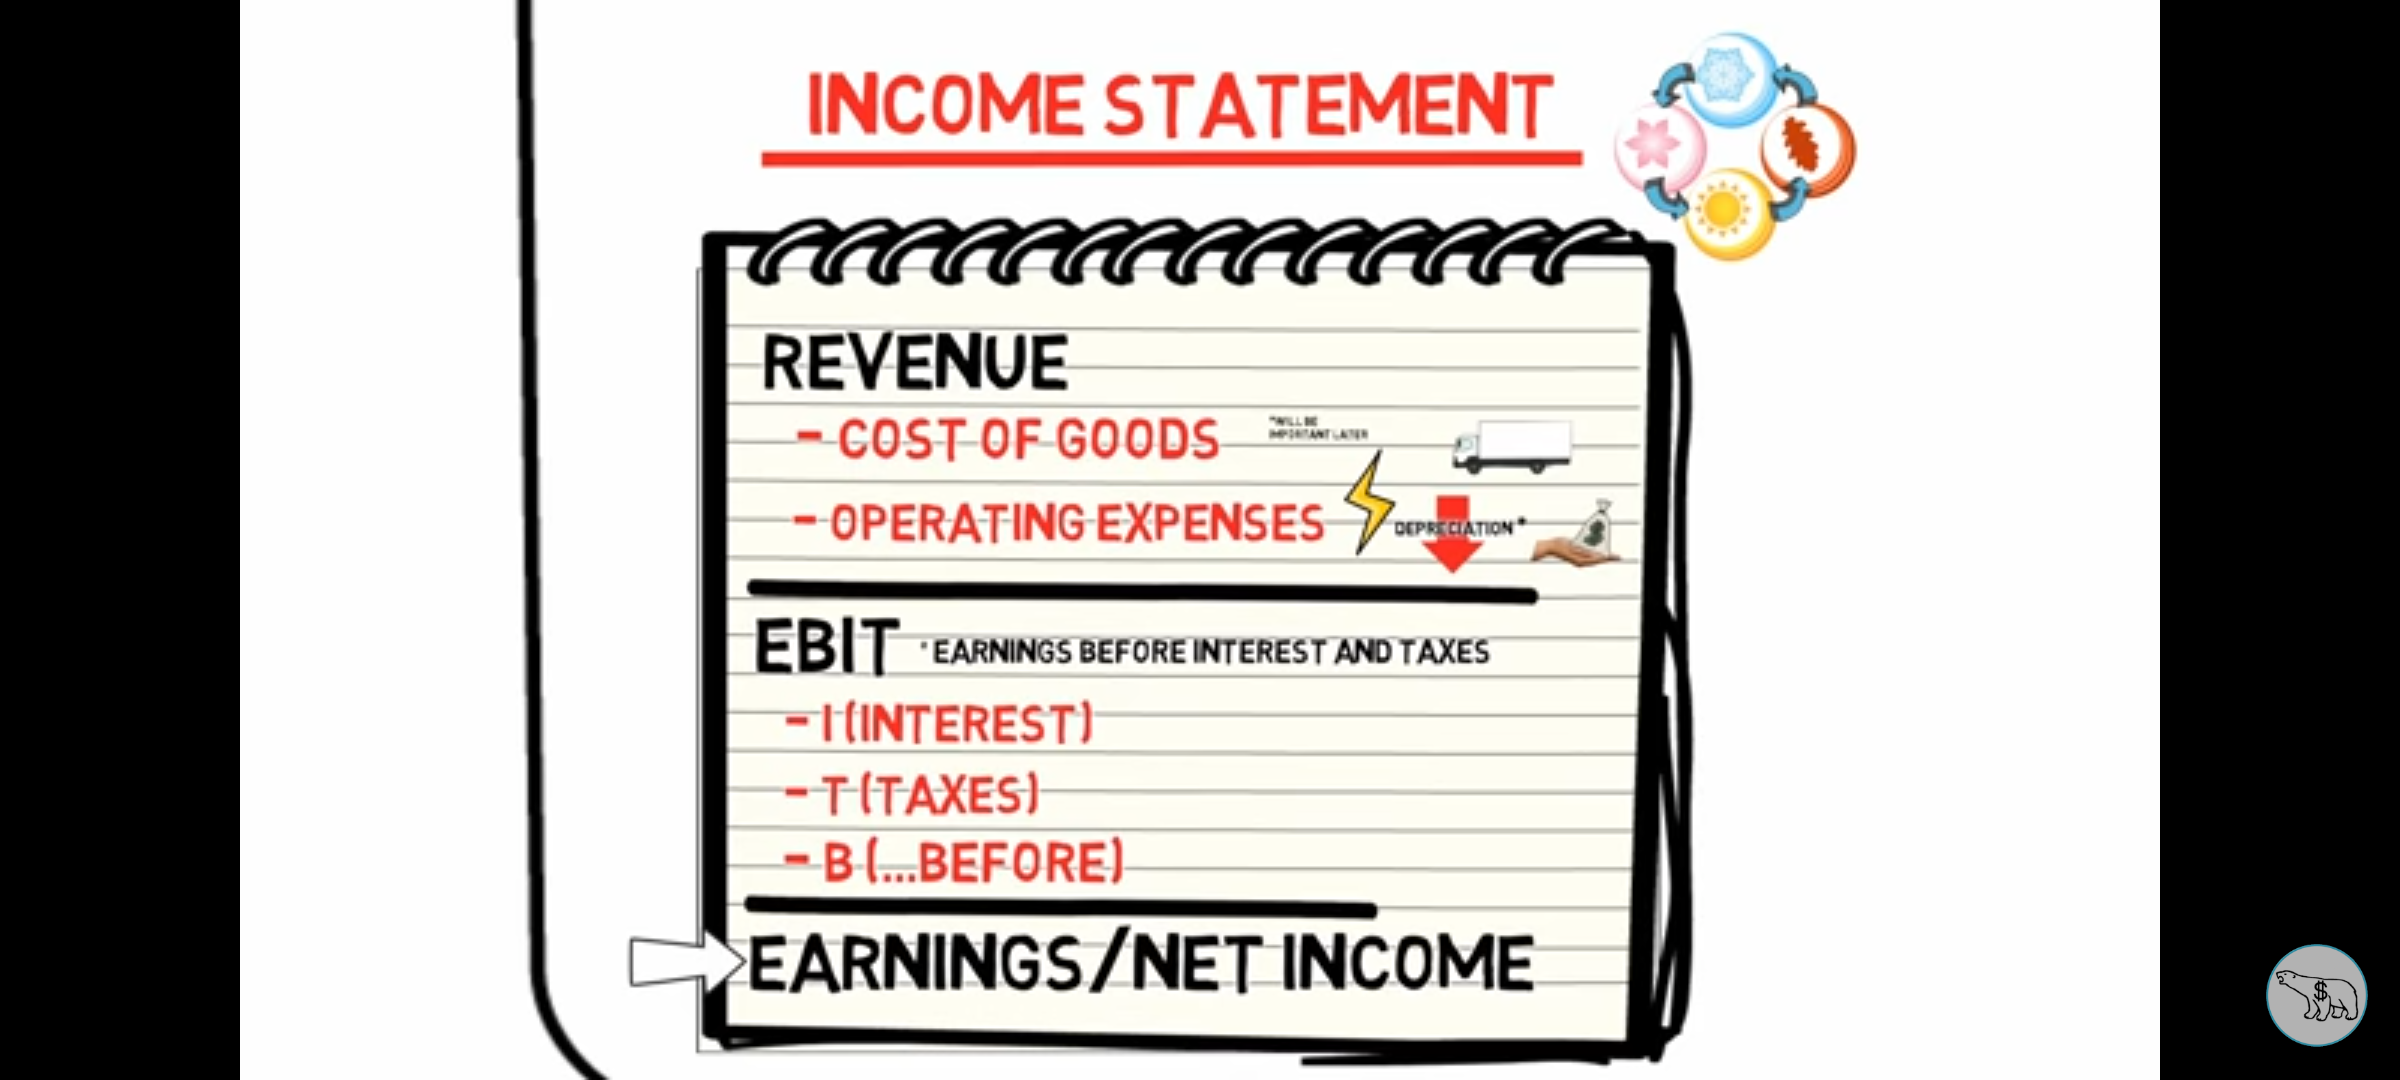 INCOME STATEMENT
REVENUE
- COST OF GOODS
*WILL BE
IMPORTANT LATER
- OPERATING EXPENSES
DEPRECIATION*
$
EBIT *EARNINGS BEFORE INTEREST AND TAXES
- I (INTEREST)
- T (TAXES)
- B (...BEFORE)
EARNINGS/NET INCOME
$